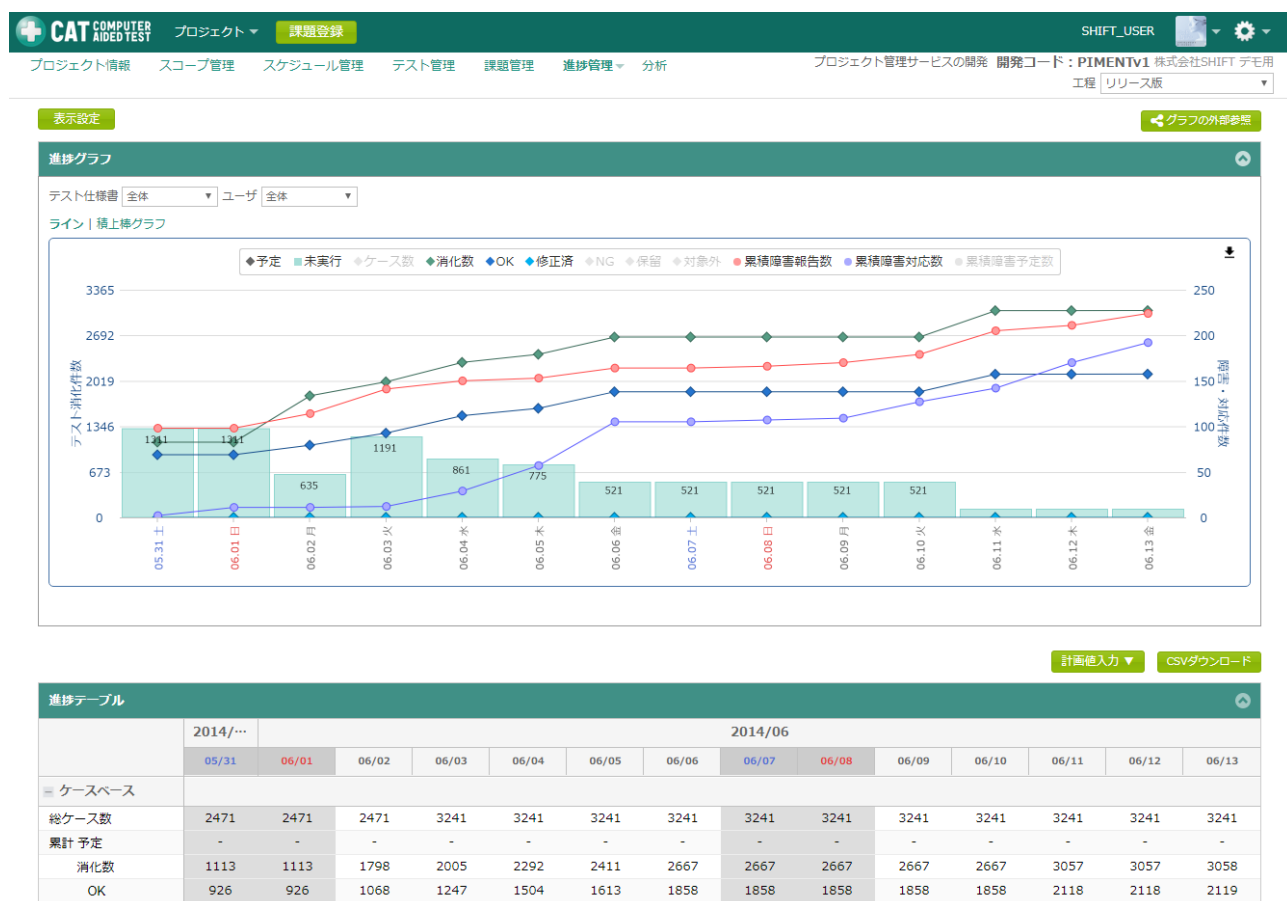 CAT COMPUTER AIDED TEST プロジェクト 課題登録 SHIFT_USER
プロジェクト情報 スコープ管理 スケジュール管理 テスト管理 課題管理 進捗管理 分析 プロジェクト管理サービスの開発 開発コード：PIMENTv1 株式会社SHIFT デモ用
工程 リリース版
表示設定 グラフの外部参照
進捗グラフ
テスト仕様書 全体 ユーザ 全体
ライン | 積上棒グラフ
予定 未実行 ケース数 消化数 OK 修正済 NG 保留 対象外 累積障害報告数 累積障害対応数 累積障害予定数
テスト消化件数
3365
2692
2019
1346
673
0
1311 1311 635 1191 861 775 521 521 521 521 521
250
200
150
100
50
0
障害・対応件数
05.31 土 06.01 日 06.02 月 06.03 火 06.04 水 06.05 木 06.06 金 06.07 土 06.08 日 06.09 月 06.10 火 06.11 水 06.12 木 06.13 金
計画値入力 ▼ CSVダウンロード
進捗テーブル
2014/… 2014/06
05/31 06/01 06/02 06/03 06/04 06/05 06/06 06/07 06/08 06/09 06/10 06/11 06/12 06/13
ケースベース
総ケース数 2471 2471 2471 3241 3241 3241 3241 3241 3241 3241 3241 3241 3241 3241
累計 予定 - - - - - - - - - - - - - -
消化数 1113 1113 1798 2005 2292 2411 2667 2667 2667 2667 2667 3057 3057 3058
OK 926 926 1068 1247 1504 1613 1858 1858 1858 1858 1858 2118 2118 2119